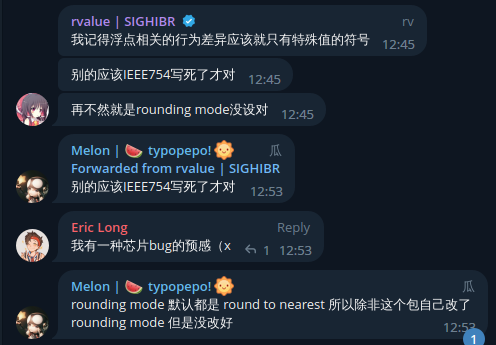 rvalue | SIGHIBR rv
我记得浮点相关的行为差异应该就只有特殊值的符号 12:45
别的应该IEEE754写死了才对 12:45
再不然就是rounding mode没设对 12:45
Melon | 🍉 typopepo! 瓜
Forwarded from rvalue | SIGHIBR
别的应该IEEE754写死了才对 12:53
Eric Long Reply
我有一种芯片bug的预感（x 1 12:53
Melon | 🍉 typopepo! 瓜
rounding mode 默认都是 round to nearest 所以除非这个包自己改了
rounding mode 但是没改好 12:53
1